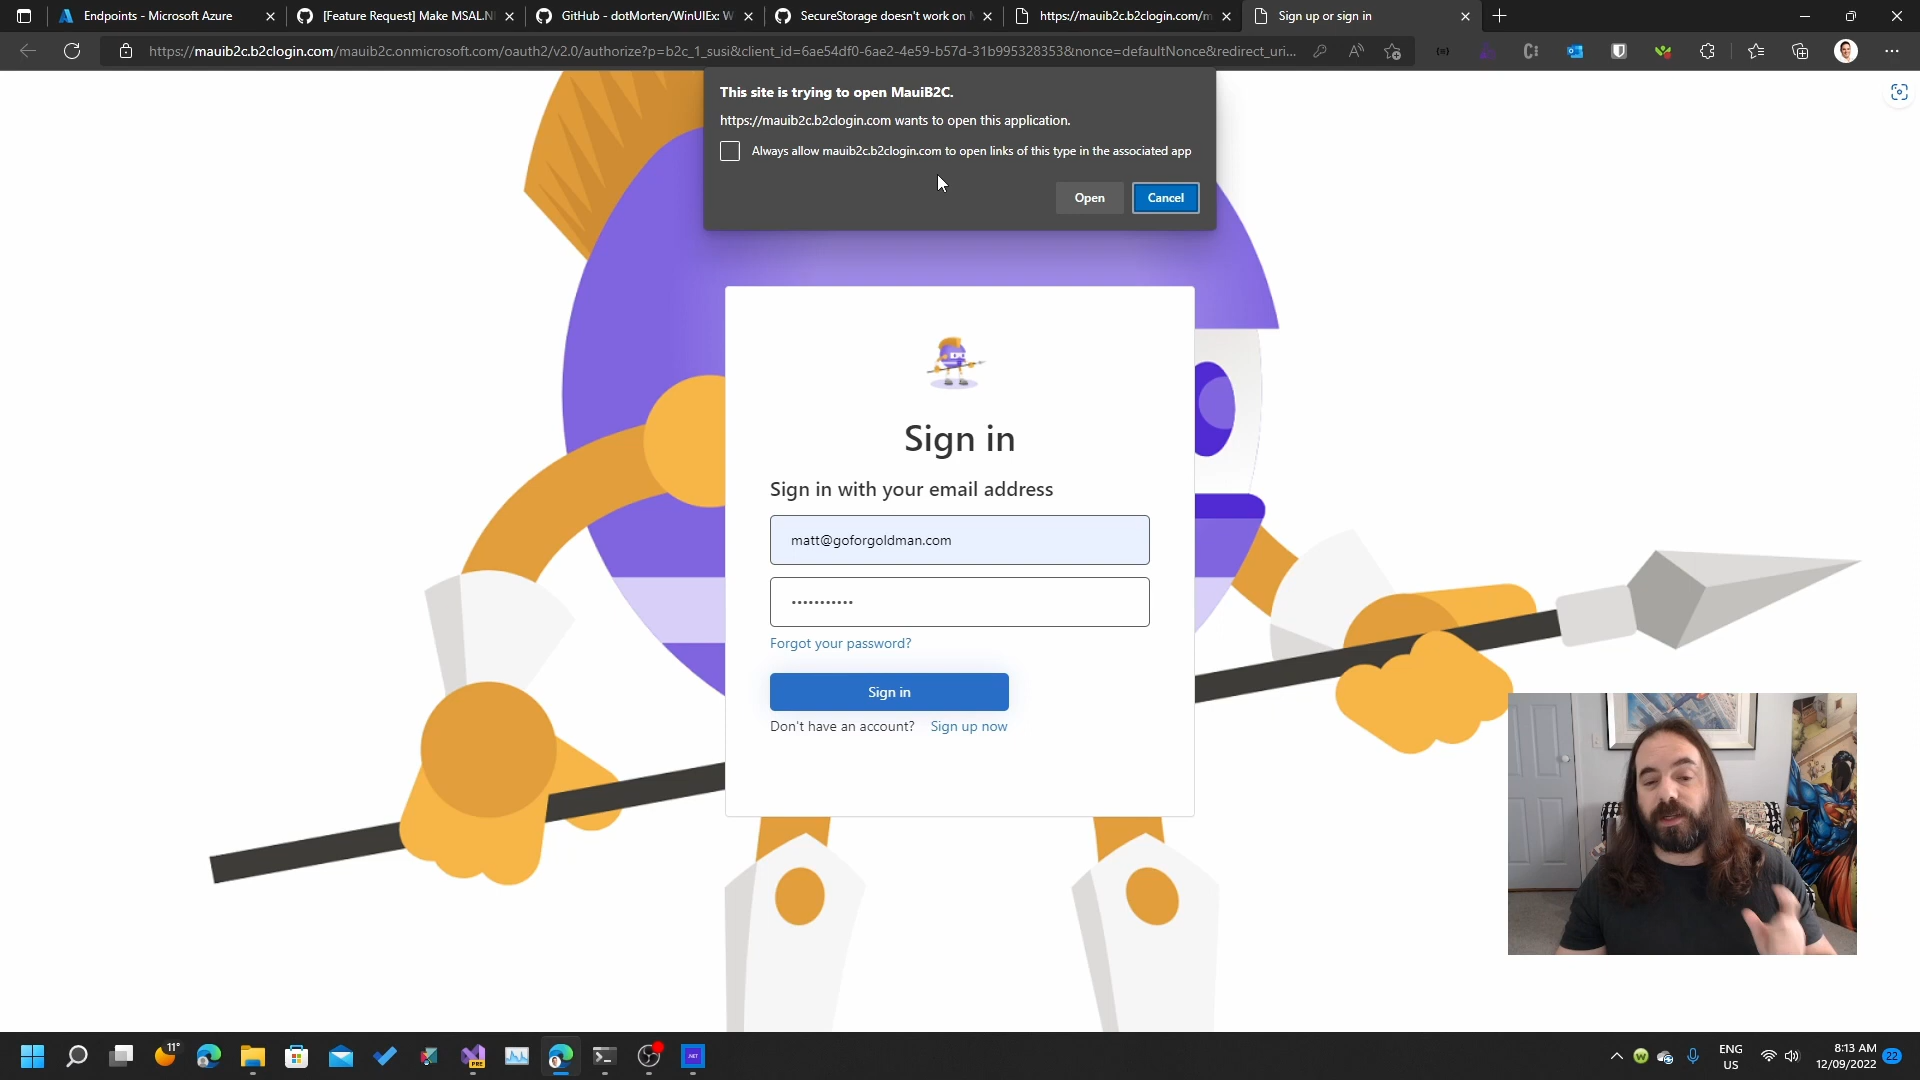 Endpoints - Microsoft Azure
[Feature Request] Make MSAL.N
GitHub - dotMorten/WinUIEx: W
SecureStorage doesn't work on
https://mauib2c.b2clogin.com/m
Sign up or sign in
https://mauib2c.b2clogin.com/mauib2c.onmicrosoft.com/oauth2/v2.0/authorize?p=b2c_1_susi&client_id=6ae54df0-6ae2-4e59-b57d-31b995328353&nonce=defaultNonce&redirect_uri...
This site is trying to open MauiB2C.
https://mauib2c.b2clogin.com wants to open this application.
Always allow mauib2c.b2clogin.com to open links of this type in the associated app
Open
Cancel
Sign in
Sign in with your email address
matt@goforgoldman.com
Forgot your password?
Sign in
Don't have an account? Sign up now
11°
PRE
.NET
ENG
US
8:13 AM
12/09/2022
22